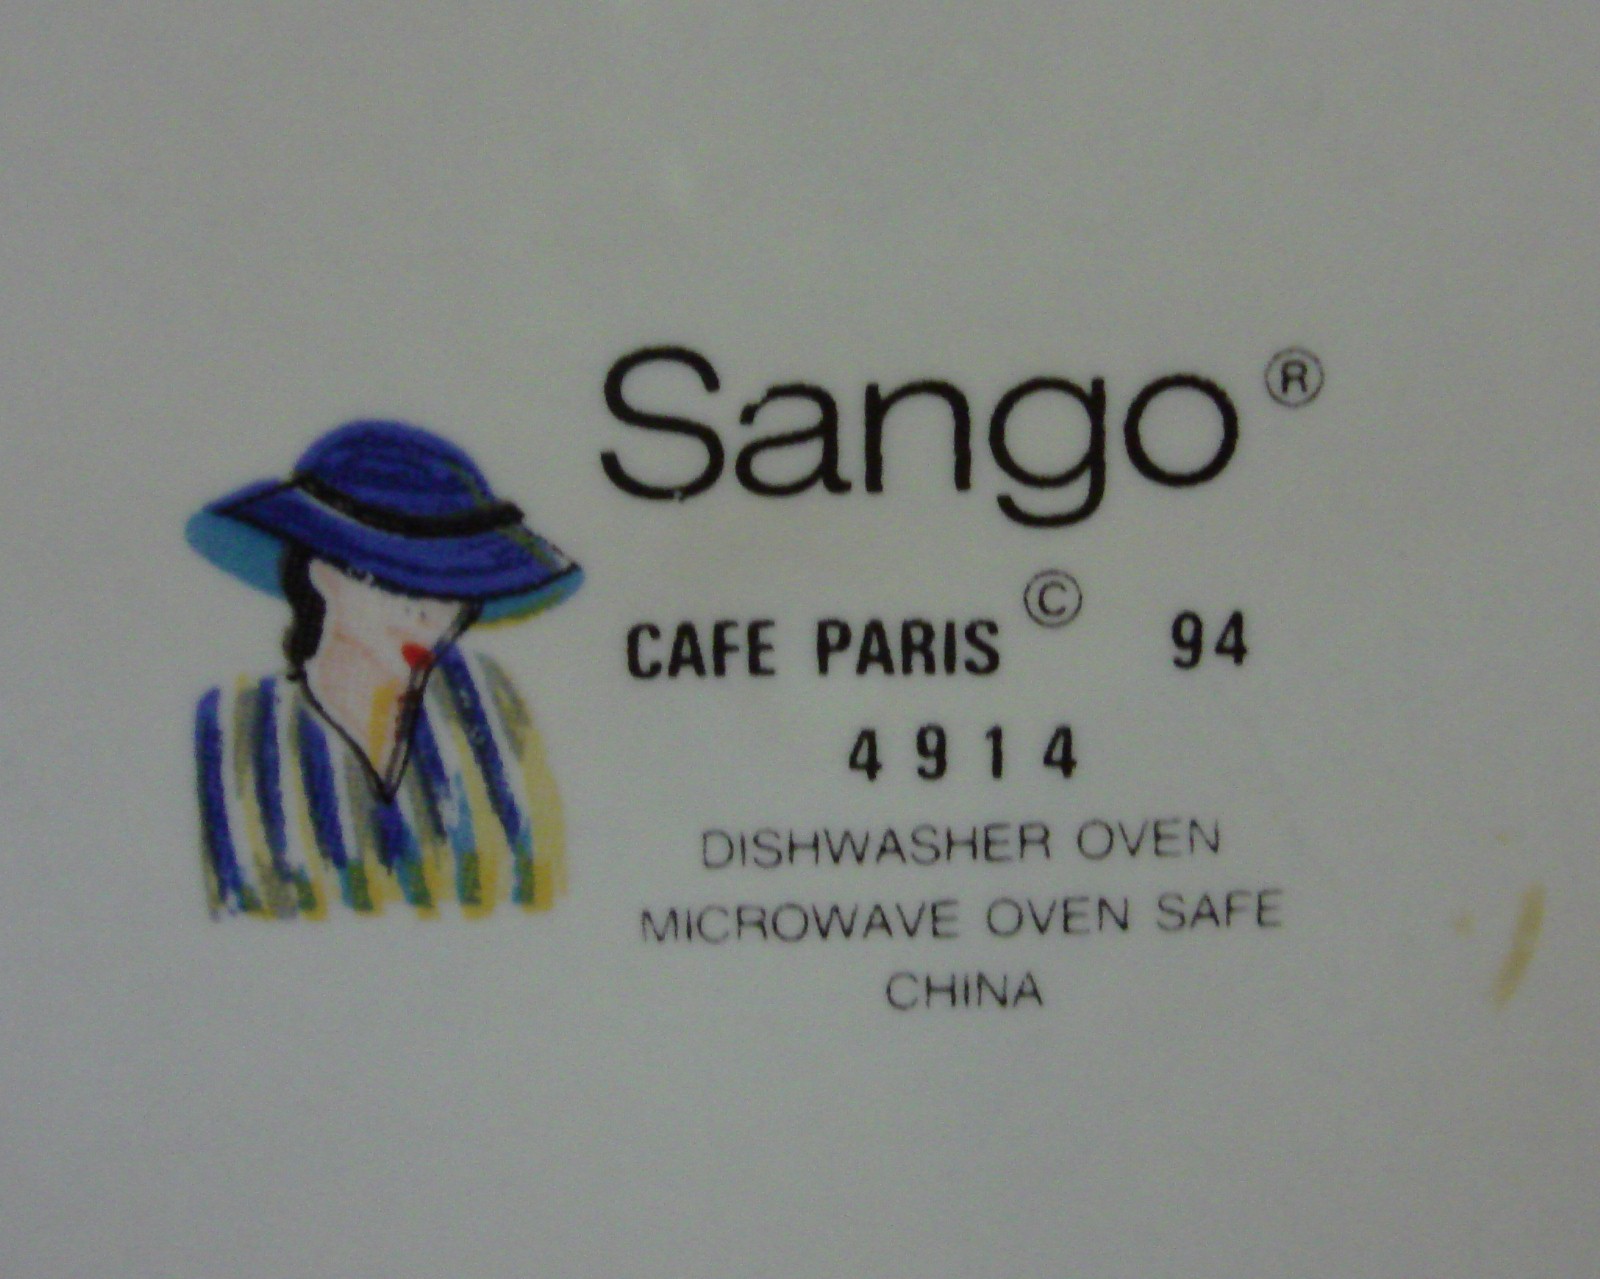 Sango®
CAFE PARIS © 94
4914
DISHWASHER OVEN
MICROWAVE OVEN SAFE
CHINA